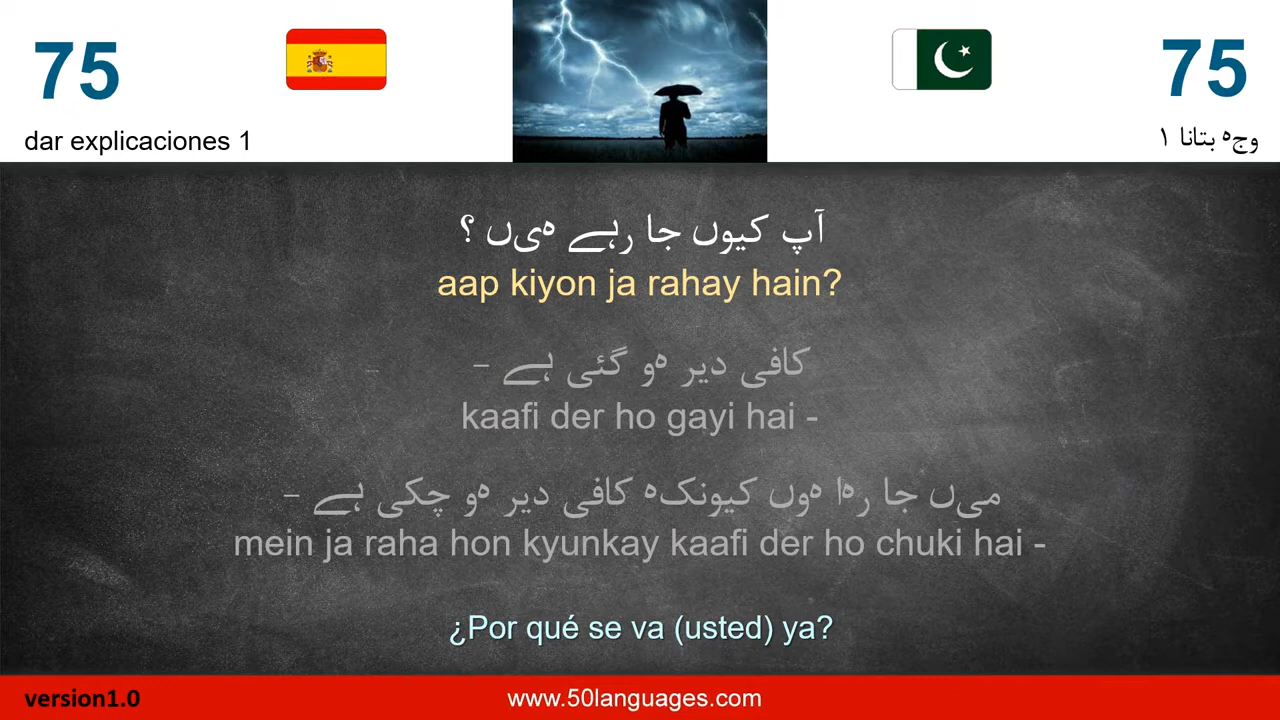 75
dar explicaciones 1
75
وجہ بتانا ۱
آپ کیوں جا رہے ہیں ؟
aap kiyon ja rahay hain?
کافی دیر ہو گئی ہے -
kaafi der ho gayi hai -
میں جا رہا ہوں کیونکہ کافی دیر ہو چکی ہے -
mein ja raha hon kyunkay kaafi der ho chuki hai -
¿Por qué se va (usted) ya?
version1.0
www.50languages.com